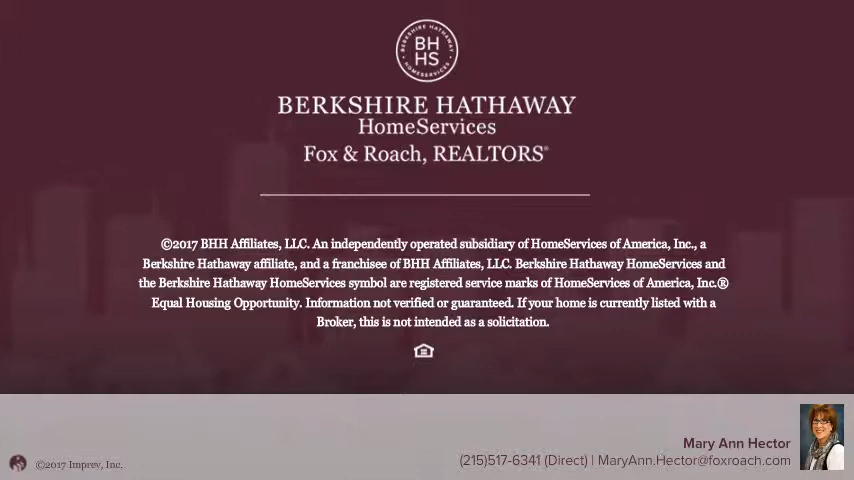 BERKSHIRE HATHAWAY
BH
HS
HOMESERVICES
BERKSHIRE HATHAWAY
HomeServices
Fox & Roach, REALTORS®
©2017 BHH Affiliates, LLC. An independently operated subsidiary of HomeServices of America, Inc., a
Berkshire Hathaway affiliate, and a franchisee of BHH Affiliates, LLC. Berkshire Hathaway HomeServices and
the Berkshire Hathaway HomeServices symbol are registered service marks of HomeServices of America, Inc.®
Equal Housing Opportunity. Information not verified or guaranteed. If your home is currently listed with a
Broker, this is not intended as a solicitation.
Mary Ann Hector
(215)517-6341 (Direct) | MaryAnn.Hector@foxroach.com
©2017 Imprev, Inc.